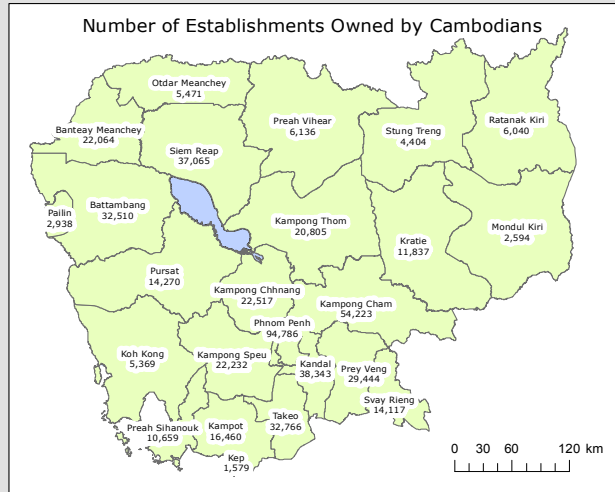 Number of Establishments Owned by Cambodians
Otdar Meanchey
5,471
Banteay Meanchey
22,064
Siem Reap
37,065
Preah Vihear
6,136
Stung Treng
4,404
Ratanak Kiri
6,040
Pailin
2,938
Battambang
32,510
Kampong Thom
20,805
Kratie
11,837
Mondul Kiri
2,594
Pursat
14,270
Kampong Chhnang
22,517
Kampong Cham
54,223
Phnom Penh
94,786
Koh Kong
5,369
Kampong Speu
22,232
Kandal
38,343
Prey Veng
29,444
Svay Rieng
14,117
Preah Sihanouk
10,659
Kampot
16,460
Takeo
32,766
Kep
1,579
0 30 60 120 km